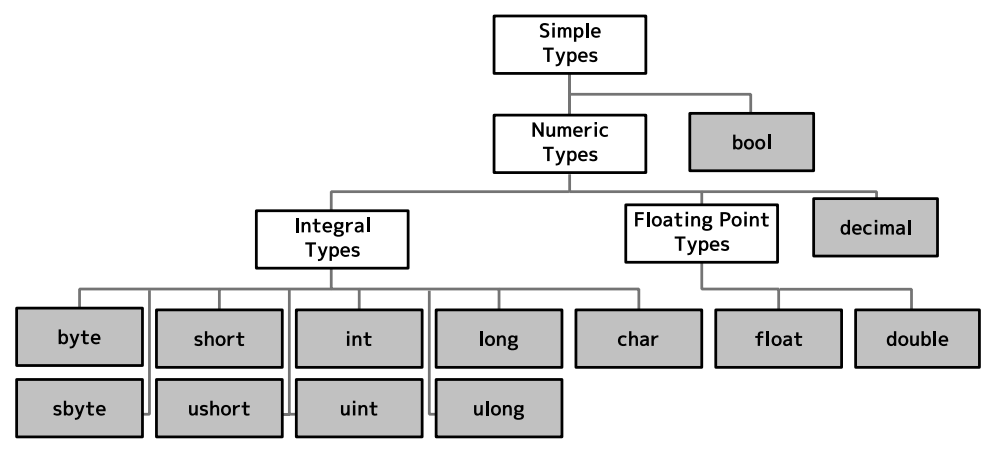 Simple
Types
Numeric
Types
bool
Integral
Types
Floating Point
Types
decimal
byte
short
int
long
char
float
double
sbyte
ushort
uint
ulong